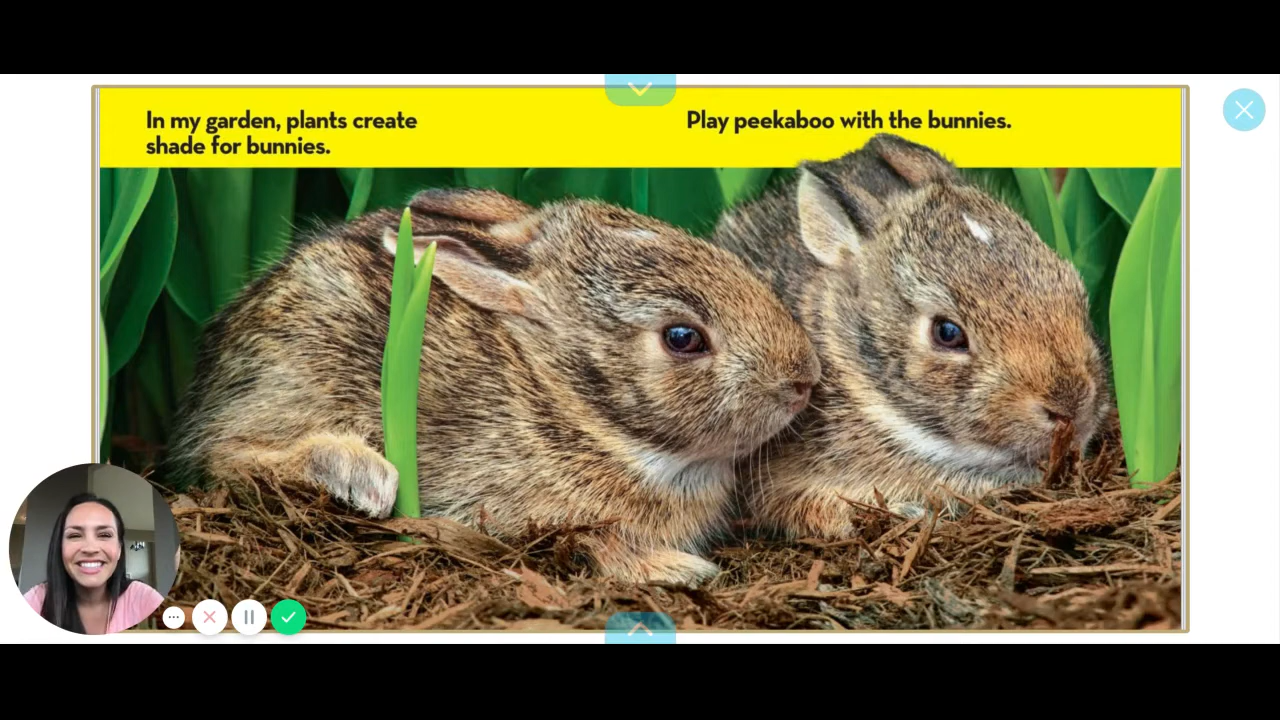 In my garden, plants create
shade for bunnies.
Play peekaboo with the bunnies.